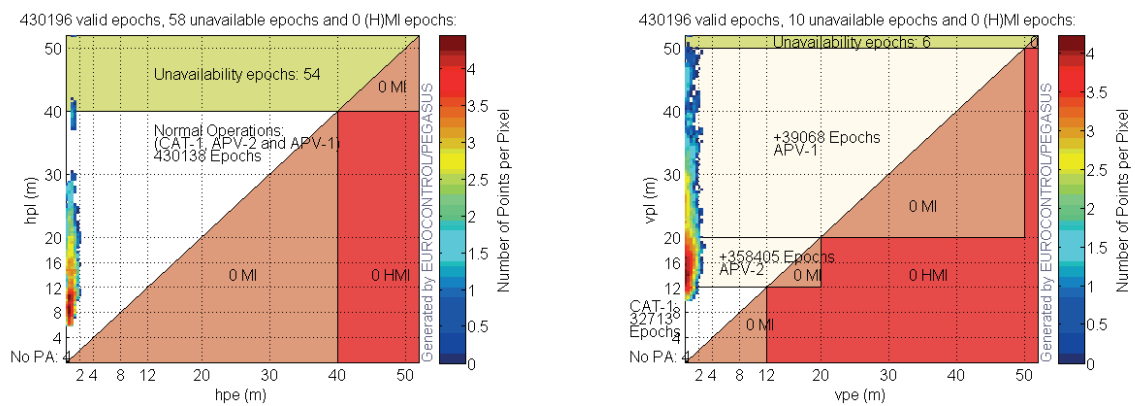 430196 valid epochs, 58 unavailable epochs and 0 (H)MI epochs:
50
40
30
20
16
12
8
4
hpl (m)
Unavailability epochs: 54
0 MI
Normal Operations:
(CAT-1, APV-2 and APV-1)
430138 Epochs
0 MI
0 HMI
No PA: 4
2 4 8 12 20 30 40 50
hpe (m)
Generated by EUROCONTROL/PEGASUS
4
3.5
3
2.5
2
1.5
1
0.5
0
Number of Points per Pixel
430196 valid epochs, 10 unavailable epochs and 0 (H)MI epochs:
50
40
30
20
16
12
8
4
vpl (m)
Unavailability epochs: 6
0
+39068 Epochs
APV-1
0 MI
+358405 Epochs
APV-2
0 MI
0 HMI
CAT-1:
32713
Epochs
0 MI
No PA: 4
2 4 8 12 20 30 40 50
vpe (m)
Generated by EUROCONTROL/PEGASUS
4
3.5
3
2.5
2
1.5
1
0.5
0
Number of Points per Pixel